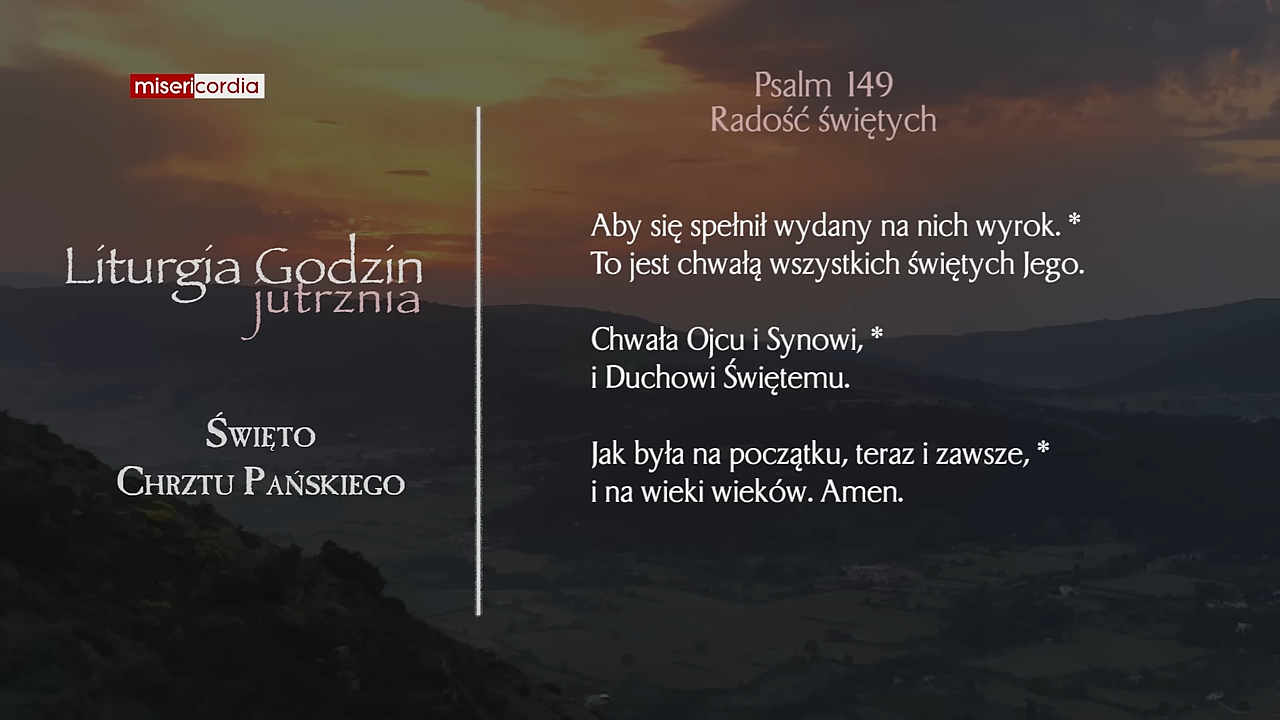 misericordia
Liturgia Godzin
jutrznia
Święto
Chrztu Pańskiego
Psalm 149
Radość świętych
Aby się spełnił wydany na nich wyrok. *
To jest chwałą wszystkich świętych Jego.
Chwała Ojcu i Synowi, *
i Duchowi Świętemu.
Jak była na początku, teraz i zawsze, *
i na wieki wieków. Amen.